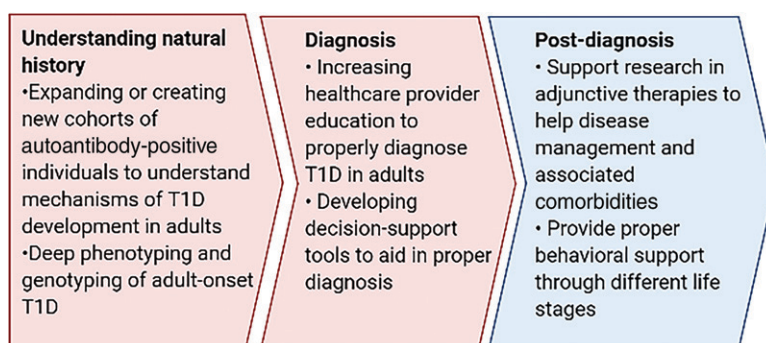 Understanding natural
history
•Expanding or creating
new cohorts of
autoantibody-positive
individuals to understand
mechanisms of T1D
development in adults
•Deep phenotyping and
genotyping of adult-onset
T1D
Diagnosis
• Increasing
healthcare provider
education to
properly diagnose
T1D in adults
• Developing
decision-support
tools to aid in proper
diagnosis
Post-diagnosis
• Support research in
adjunctive therapies to
help disease
management and
associated
comorbidities
• Provide proper
behavioral support
through different life
stages